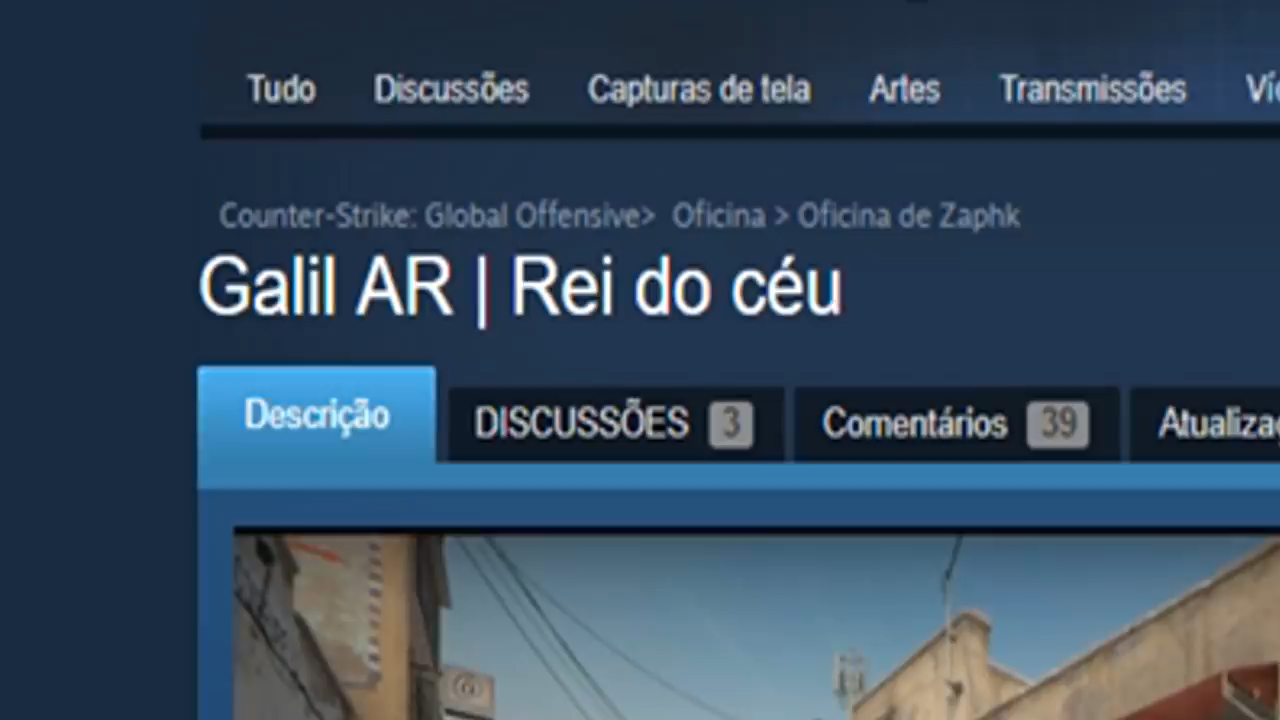 Tudo Discussões Capturas de tela Artes Transmissões
Counter-Strike: Global Offensive> Oficina > Oficina de Zaphk
Galil AR | Rei do céu
Descrição DISCUSSÕES 3 Comentários 39